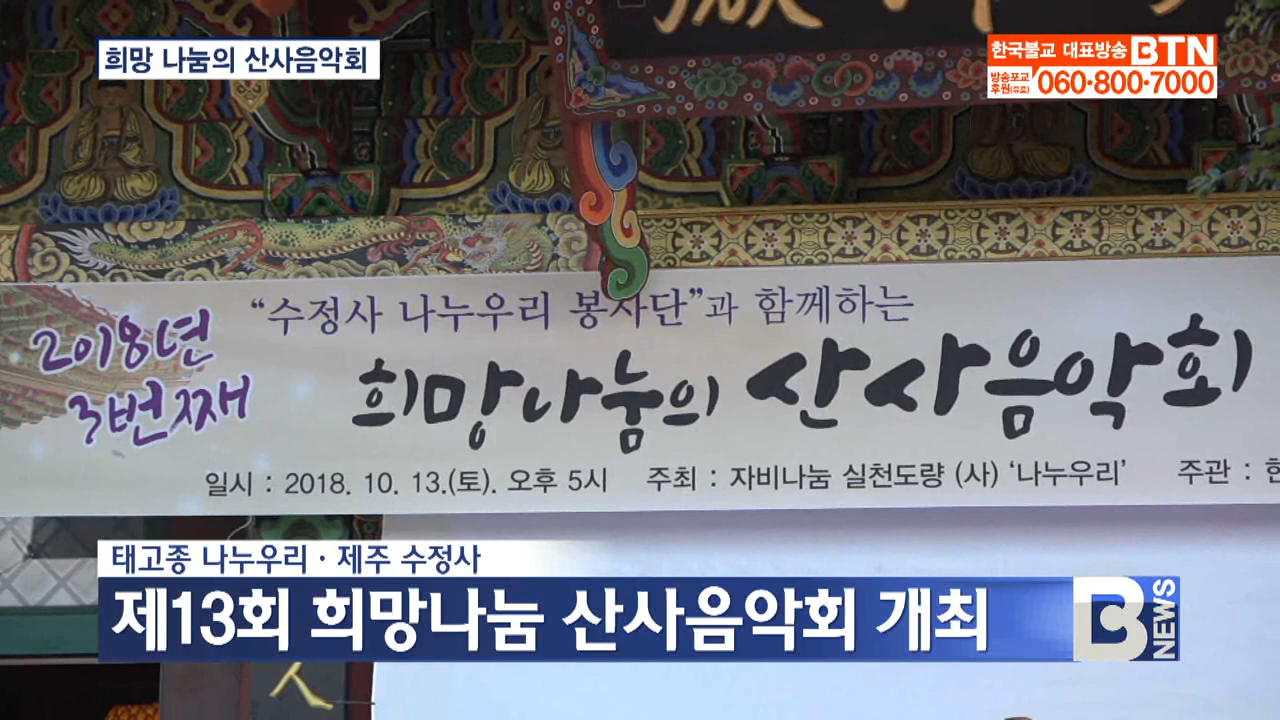 희망 나눔의 산사음악회
한국불교 대표방송 BTN
방송포교 후원(유료) 060·800·7000
2018년
3번째
“수정사 나누우리 봉사단”과 함께하는
희망나눔의 산사음악회
일시 : 2018. 10. 13.(토). 오후 5시 주최 : 자비나눔 실천도량 (사) ‘나누우리’ 주관 : 한
태고종 나누우리 · 제주 수정사
제13회 희망나눔 산사음악회 개최
B NEWS